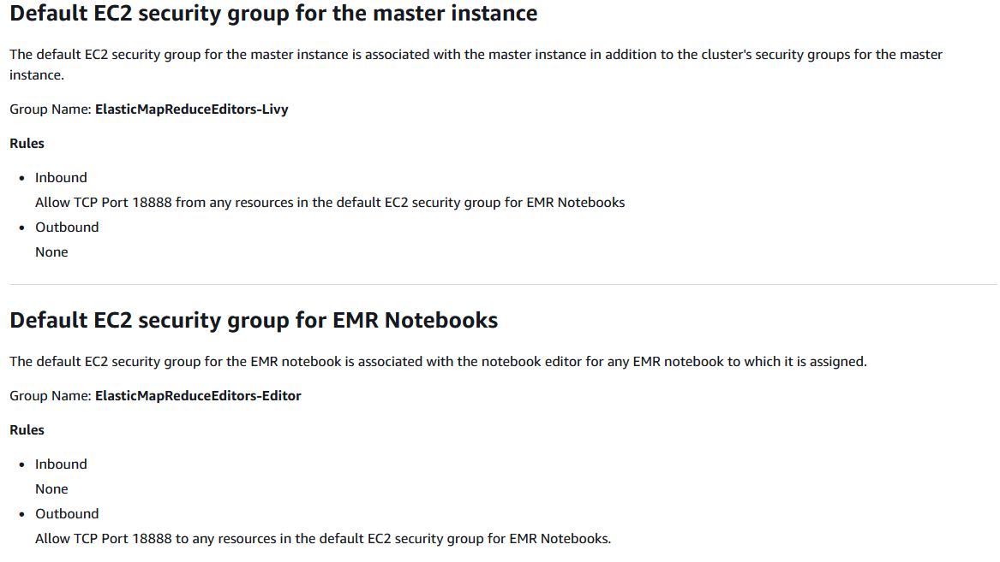 Default EC2 security group for the master instance
The default EC2 security group for the master instance is associated with the master instance in addition to the cluster's security groups for the master
instance.
Group Name: ElasticMapReduceEditors-Livy
Rules
• Inbound
Allow TCP Port 18888 from any resources in the default EC2 security group for EMR Notebooks
• Outbound
None
Default EC2 security group for EMR Notebooks
The default EC2 security group for the EMR notebook is associated with the notebook editor for any EMR notebook to which it is assigned.
Group Name: ElasticMapReduceEditors-Editor
Rules
• Inbound
None
• Outbound
Allow TCP Port 18888 to any resources in the default EC2 security group for EMR Notebooks.